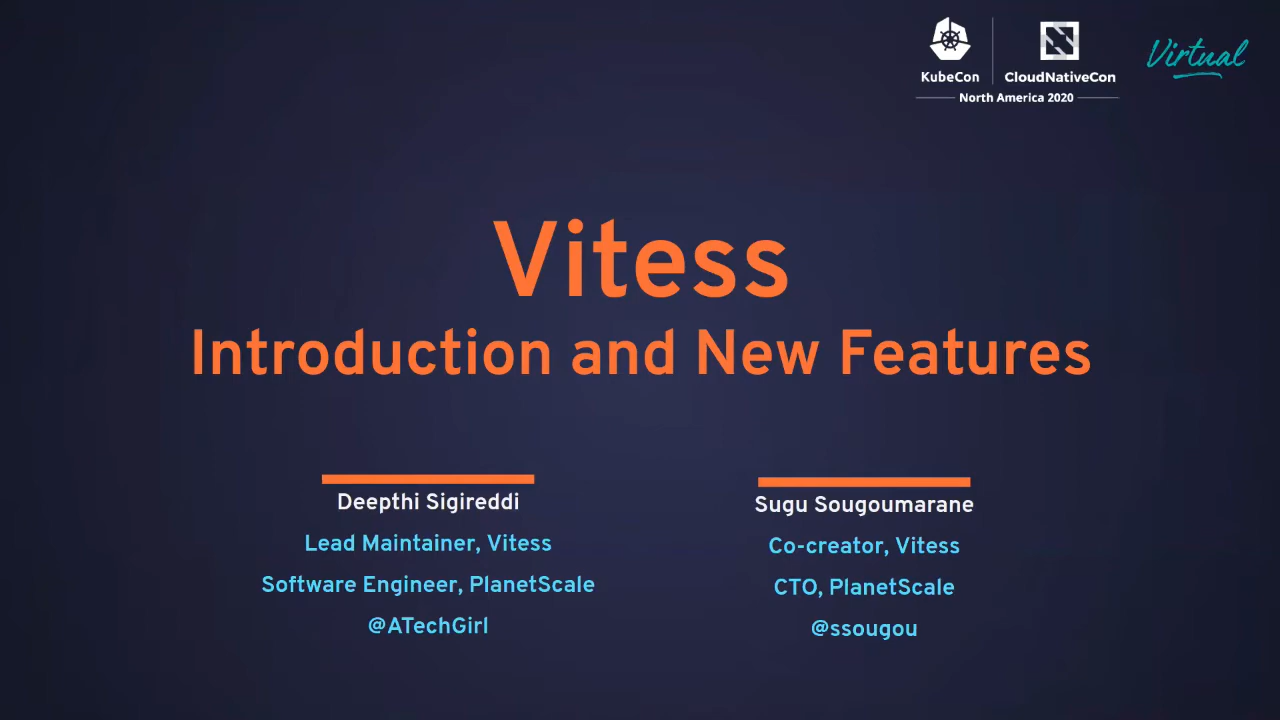 KubeCon
CloudNativeCon
Virtual
North America 2020
Vitess
Introduction and New Features
Deepthi Sigireddi
Lead Maintainer, Vitess
Software Engineer, PlanetScale
@ATechGirl
Sugu Sougoumarane
Co-creator, Vitess
CTO, PlanetScale
@ssougou